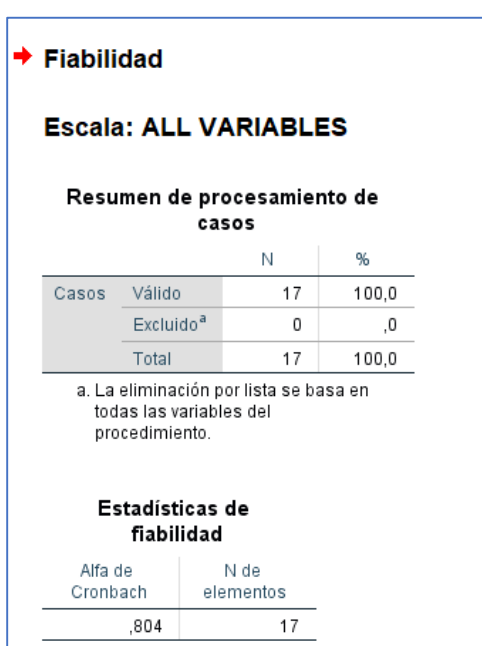 Fiabilidad
Escala: ALL VARIABLES
Resumen de procesamiento de
casos
N %
Casos Válido 17 100,0
Excluidoª 0 ,0
Total 17 100,0
a. La eliminación por lista se basa en
todas las variables del
procedimiento.
Estadísticas de
fiabilidad
Alfa de N de
Cronbach elementos
,804 17